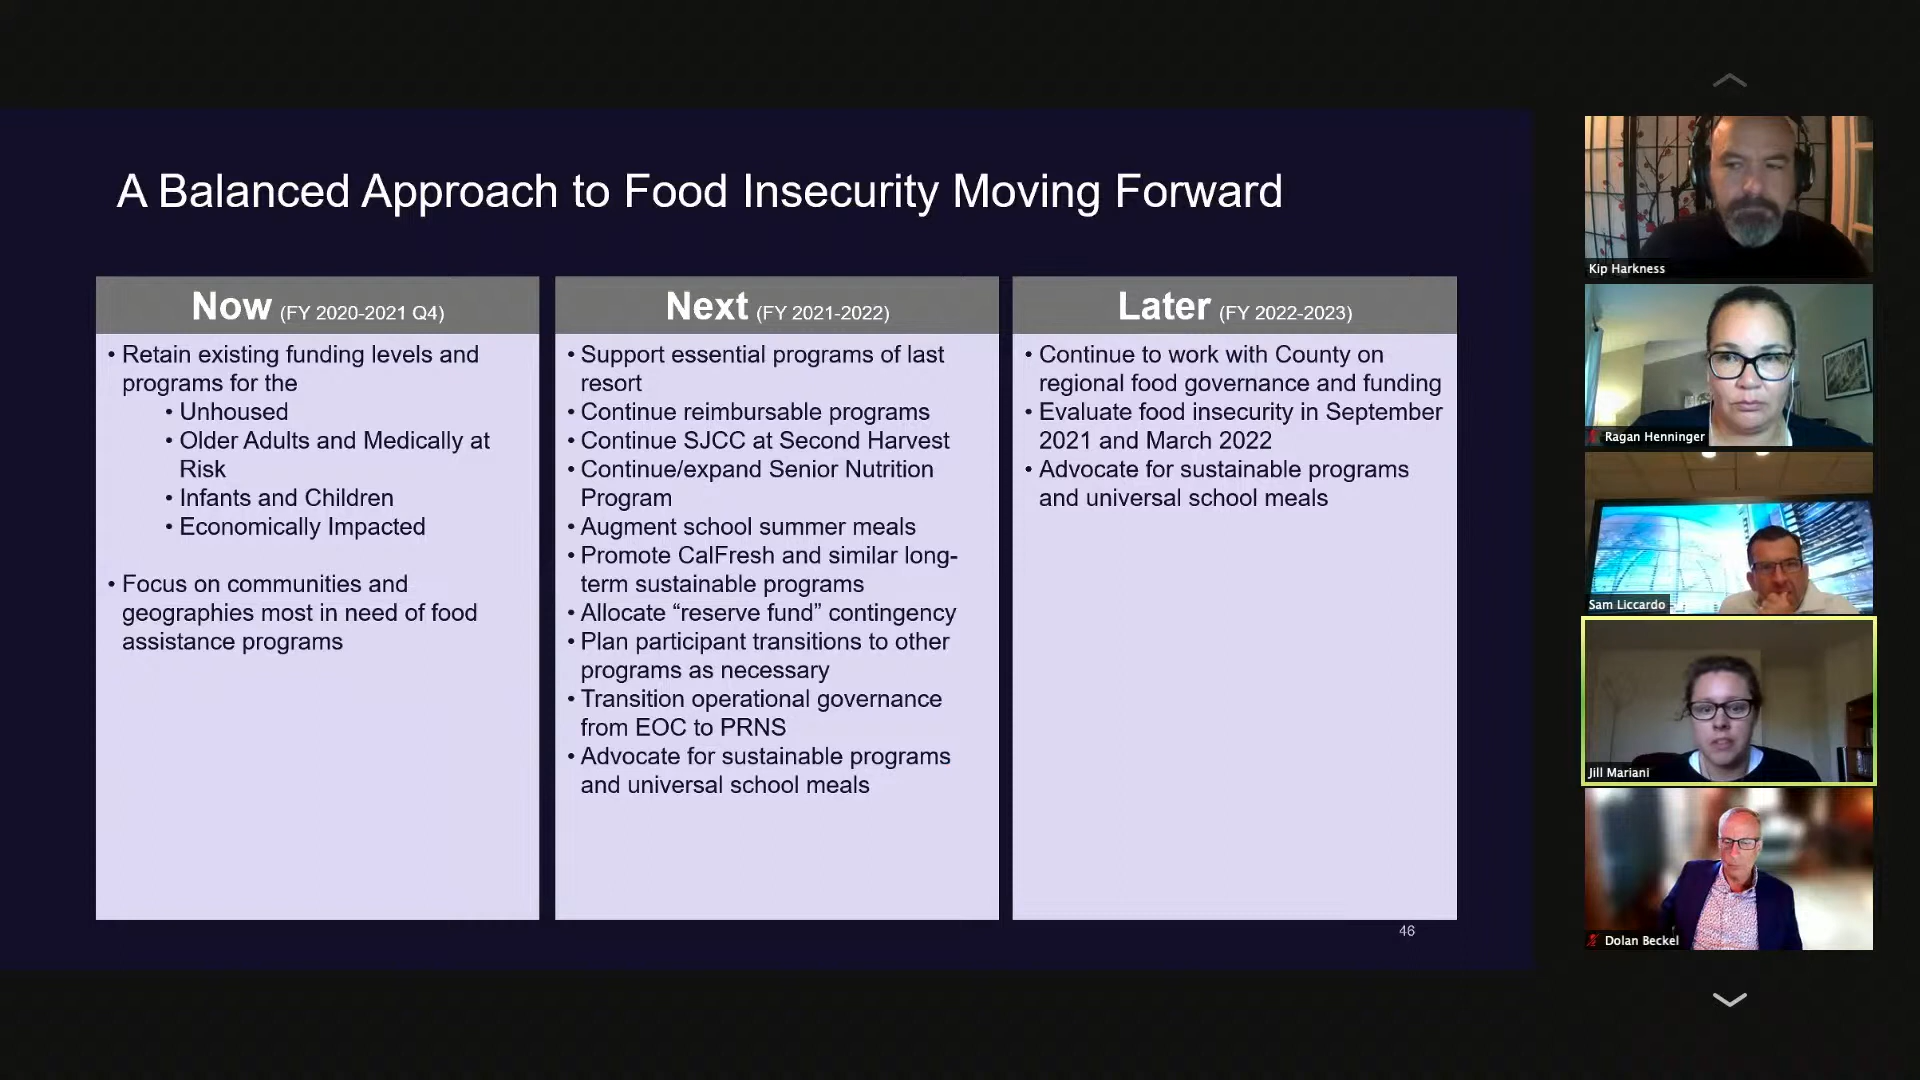 A Balanced Approach to Food Insecurity Moving Forward
Now (FY 2020-2021 Q4)
• Retain existing funding levels and
programs for the
• Unhoused
• Older Adults and Medically at
Risk
• Infants and Children
• Economically Impacted
• Focus on communities and
geographies most in need of food
assistance programs
Next (FY 2021-2022)
• Support essential programs of last
resort
• Continue reimbursable programs
• Continue SJCC at Second Harvest
• Continue/expand Senior Nutrition
Program
• Augment school summer meals
• Promote CalFresh and similar long-
term sustainable programs
• Allocate “reserve fund” contingency
• Plan participant transitions to other
programs as necessary
• Transition operational governance
from EOC to PRNS
• Advocate for sustainable programs
and universal school meals
Later (FY 2022-2023)
• Continue to work with County on
regional food governance and funding
• Evaluate food insecurity in September
2021 and March 2022
• Advocate for sustainable programs
and universal school meals
46
Kip Harkness
Ragan Henninger
Sam Liccardo
Jill Mariani
Dolan Beckel